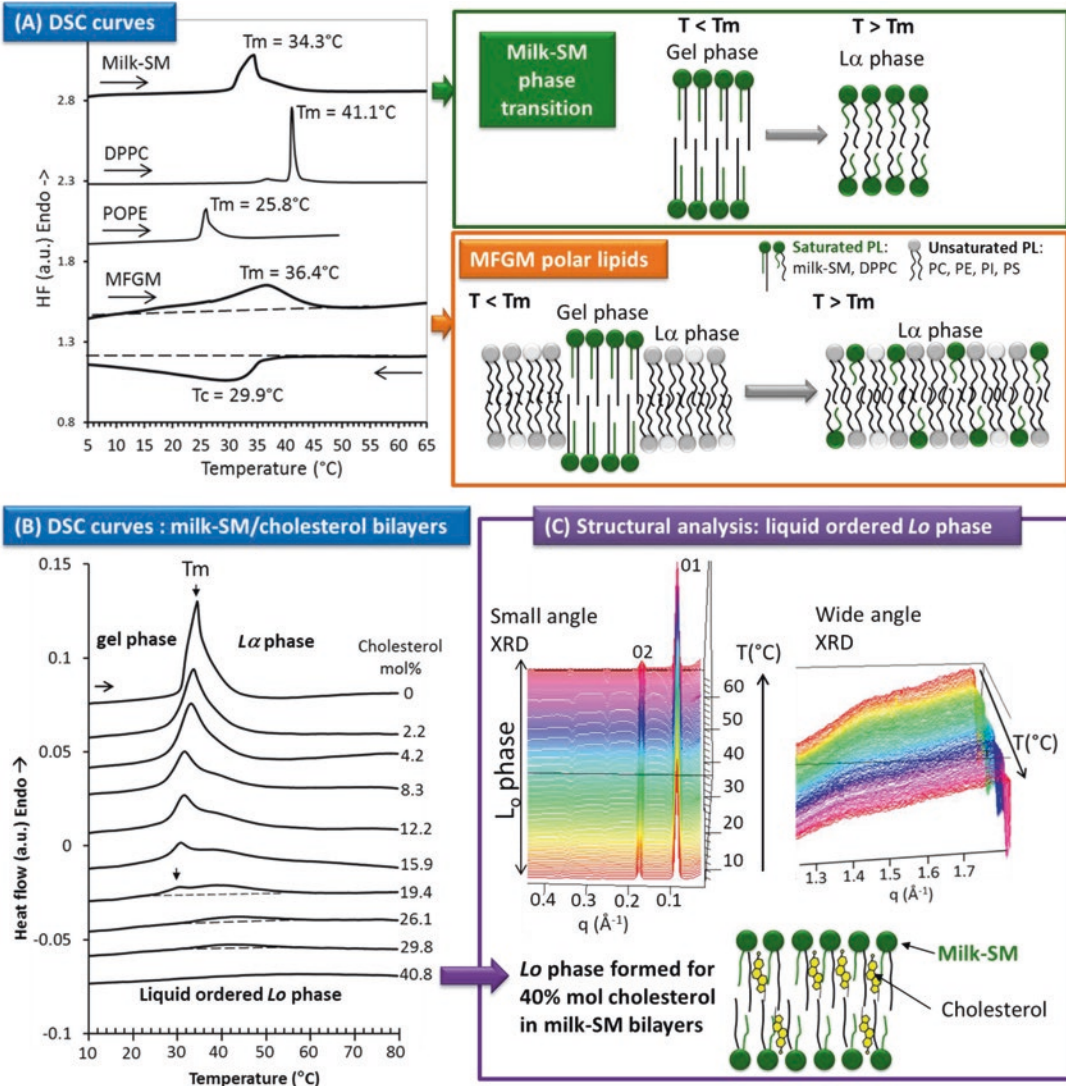 (A) DSC curves
Tm = 34.3°C
Milk-SM
2.8
Tm = 41.1°C
DPPC
2.3
Tm = 25.8°C
POPE
1.8
Tm = 36.4°C
MFGM
1.3
Tc = 29.9°C
0.8
HF (a.u.) Endo ->
5 15 25 35 45 55 65
Temperature (°C)
Milk-SM
phase
transition
T < Tm
Gel phase
T > Tm
Lα phase
MFGM polar lipids
Saturated PL:
milk-SM, DPPC
Unsaturated PL:
PC, PE, PI, PS
T < Tm
Gel phase
Lα phase
T > Tm
Lα phase
(B) DSC curves : milk-SM/cholesterol bilayers
0.15
Tm
gel phase
Lα phase
Cholesterol
mol%
0.1
0
2.2
0.05
4.2
8.3
12.2
0
15.9
19.4
26.1
-0.05
29.8
40.8
Liquid ordered Lo phase
-0.1
Heat flow (a.u.) Endo →
10 20 30 40 50 60 70 80
Temperature (°C)
(C) Structural analysis: liquid ordered Lo phase
01
Small angle
XRD
02
T(°C)
60
50
40
30
20
10
Lo phase
0.4 0.3 0.2 0.1
q (Å-1)
Wide angle
XRD
T(°C)
1.3 1.4 1.5 1.6 1.7
q (Å-1)
Lo phase formed for
40% mol cholesterol
in milk-SM bilayers
Milk-SM
Cholesterol